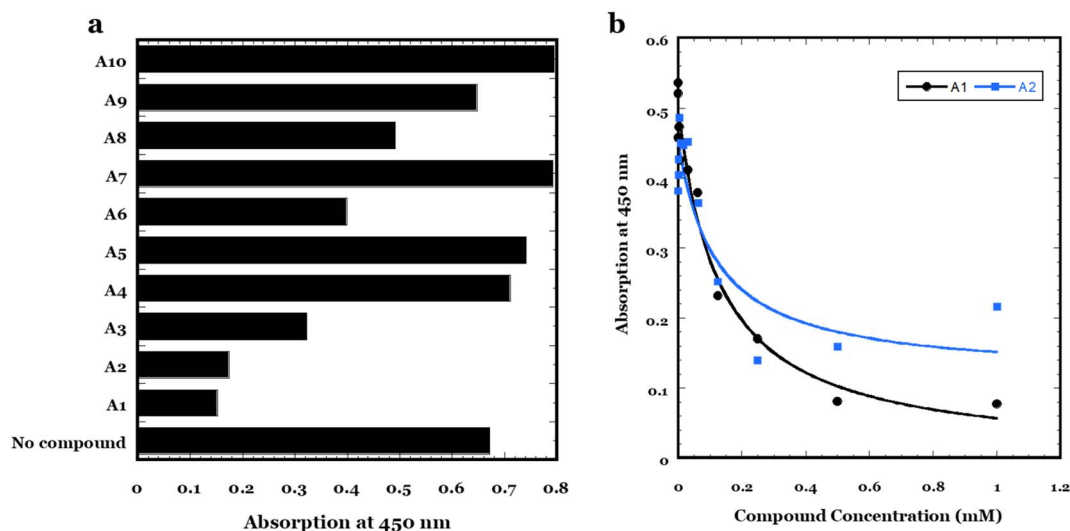 a
A10
A9
A8
A7
A6
A5
A4
A3
A2
A1
No compound
0 0.1 0.2 0.3 0.4 0.5 0.6 0.7 0.8
Absorption at 450 nm
b
0.6
0.5
0.4
0.3
0.2
0.1
0
Absorption at 450 nm
A1 A2
0 0.2 0.4 0.6 0.8 1 1.2
Compound Concentration (mM)